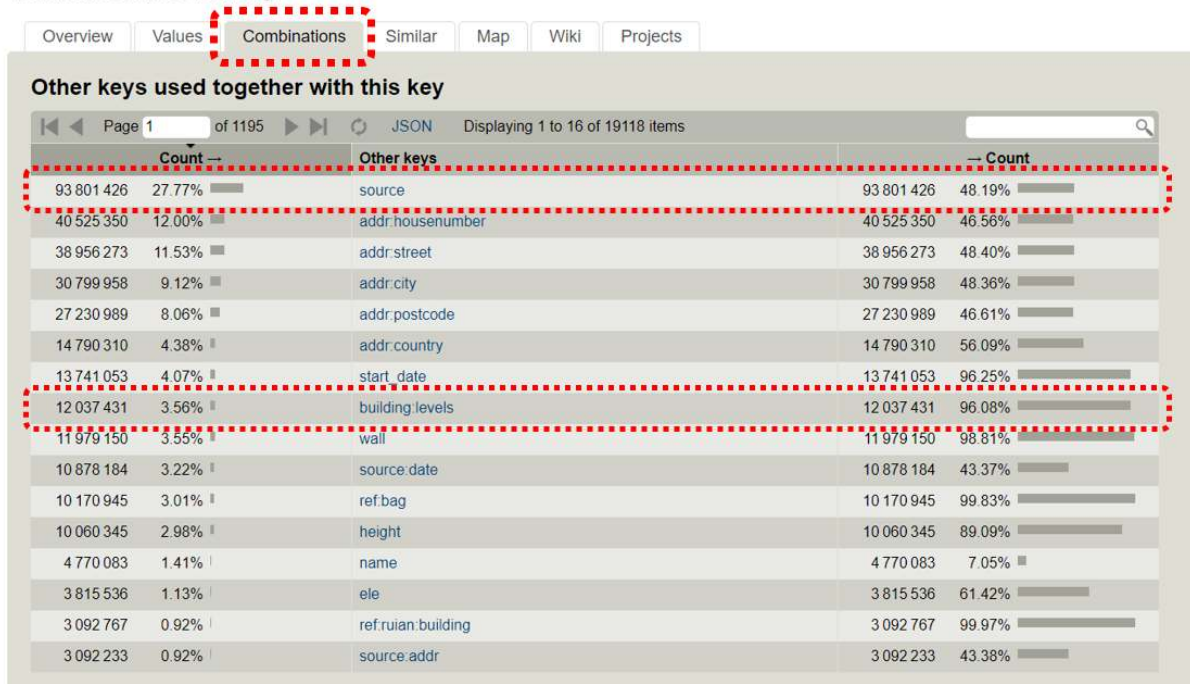 Overview Values Combinations Similar Map Wiki Projects
Other keys used together with this key
Page 1 of 1195 JSON Displaying 1 to 16 of 19118 items
Count → Other keys → Count
93 801 426 27.77% source 93 801 426 48.19%
40 525 350 12.00% addr:housenumber 40 525 350 46.56%
38 956 273 11.53% addr:street 38 956 273 48.40%
30 799 958 9.12% addr:city 30 799 958 48.36%
27 230 989 8.06% addr:postcode 27 230 989 46.61%
14 790 310 4.38% addr:country 14 790 310 56.09%
13 741 053 4.07% start_date 13 741 053 96.25%
12 037 431 3.56% building:levels 12 037 431 96.08%
11 979 150 3.55% wall 11 979 150 98.81%
10 878 184 3.22% source:date 10 878 184 43.37%
10 170 945 3.01% ref:bag 10 170 945 99.83%
10 060 345 2.98% height 10 060 345 89.09%
4 770 083 1.41% name 4 770 083 7.05%
3 815 536 1.13% ele 3 815 536 61.42%
3 092 767 0.92% ref:ruian:building 3 092 767 99.97%
3 092 233 0.92% source:addr 3 092 233 43.38%